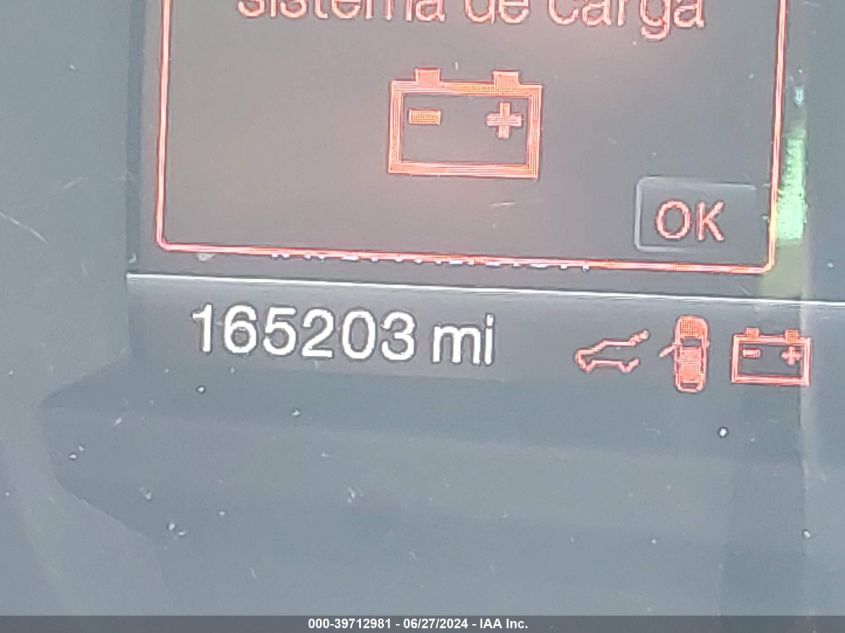 sistema de carga
OK
165203 mi
000-39712981 - 06/27/2024 - IAA Inc.